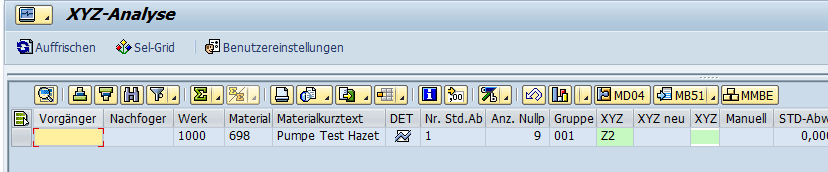 XYZ-Analyse
Auffrischen Sel-Grid Benutzereinstellungen
MD04 MB51 MMBE
Vorgänger Nachfoger Werk Material Materialkurztext DET Nr. Std.Ab Anz. Nullp Gruppe XYZ XYZ neu XYZ Manuell STD-Abw
1000 698 Pumpe Test Hazet 1 9 001 Z2 0,000